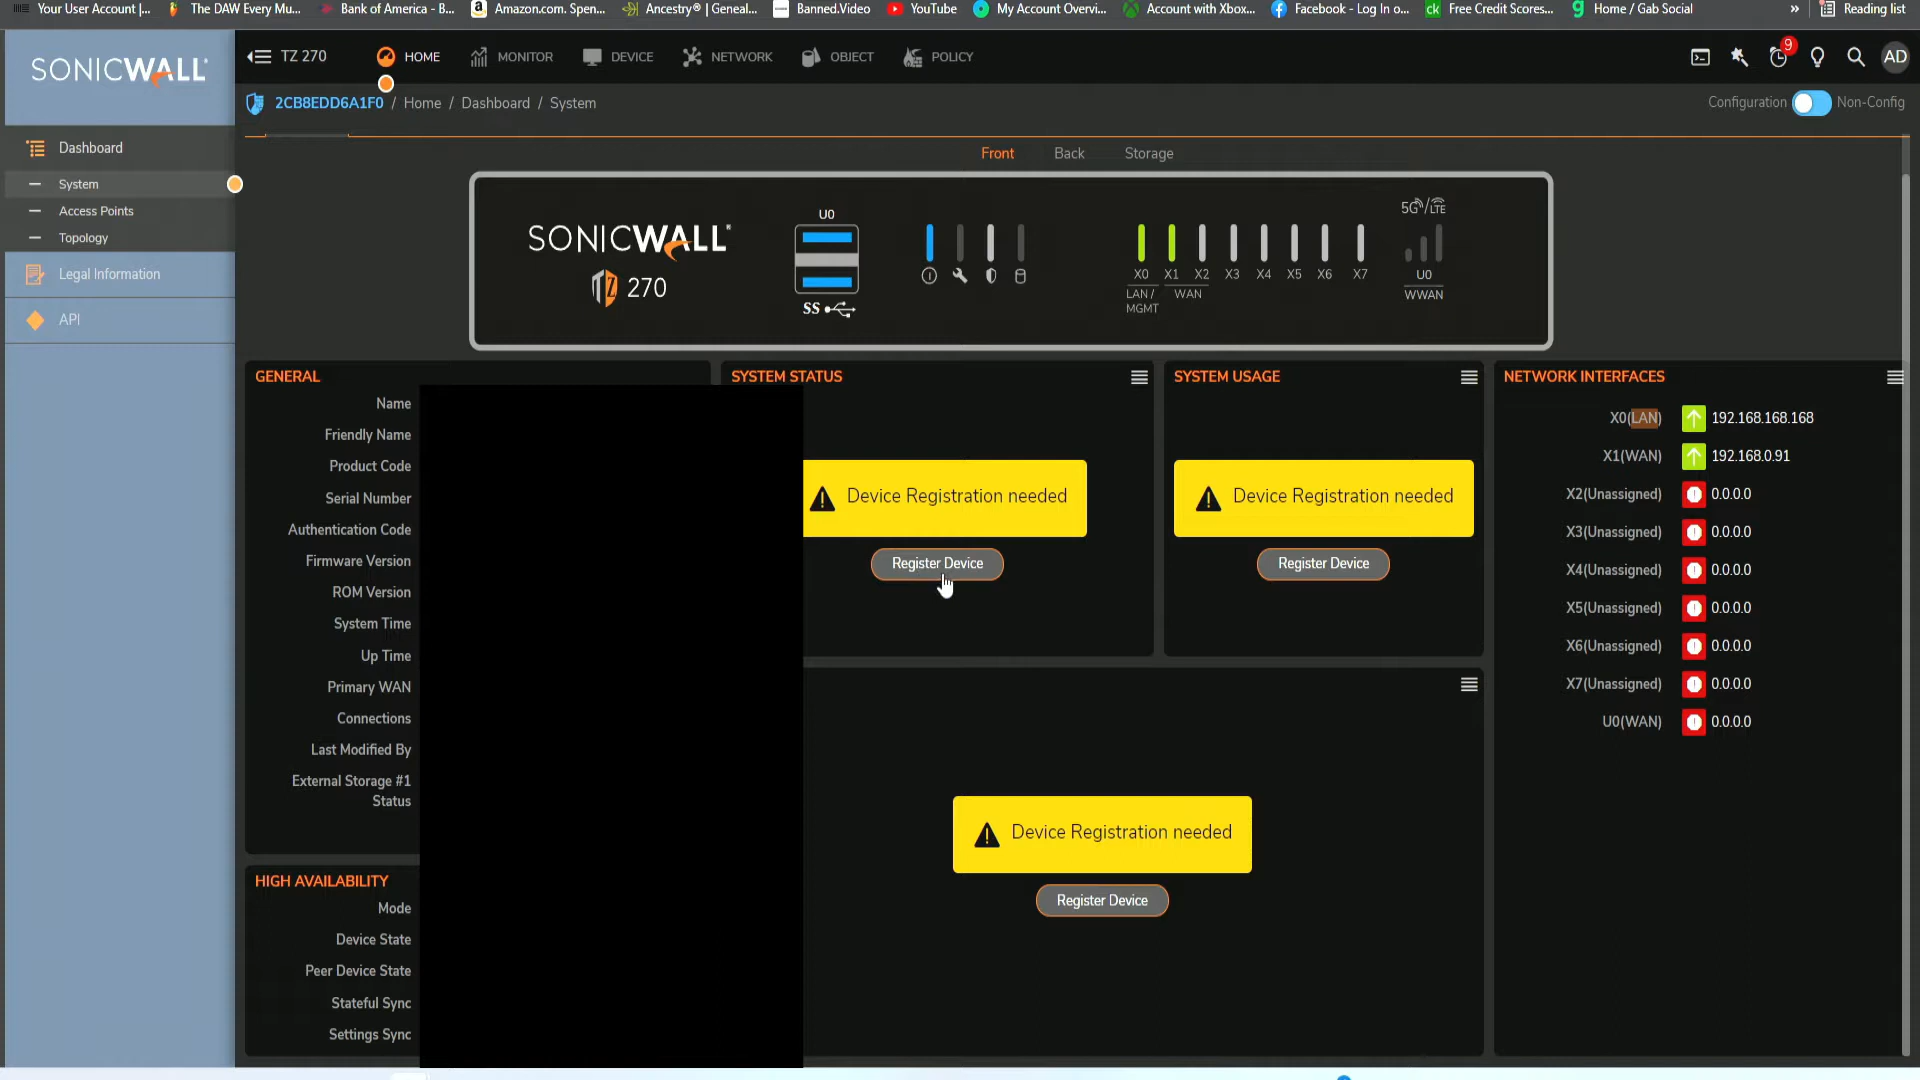 Your User Account |... The DAW Every Mu... Bank of America - B... Amazon.com. Spen... Ancestry® | Geneal... Banned.Video YouTube My Account Overvi... Account with Xbox... Facebook - Log In o... Free Credit Scores... Home / Gab Social » Reading list
SONICWALL
TZ 270 HOME MONITOR DEVICE NETWORK OBJECT POLICY 9 AD
2CB8EDD6A1F0 / Home / Dashboard / System Configuration Non-Config
Dashboard
System
Access Points
Topology
Legal Information
API
Front Back Storage
SONICWALL
TZ 270
U0
SS
X0 X1 X2 X3 X4 X5 X6 X7
LAN / MGMT
WAN
5G/LTE
U0
WWAN
GENERAL
Name
Friendly Name
Product Code
Serial Number
Authentication Code
Firmware Version
ROM Version
System Time
Up Time
Primary WAN
Connections
Last Modified By
External Storage #1
Status
HIGH AVAILABILITY
Mode
Device State
Peer Device State
Stateful Sync
Settings Sync
SYSTEM STATUS
Device Registration needed
Register Device
SYSTEM USAGE
Device Registration needed
Register Device
Device Registration needed
Register Device
NETWORK INTERFACES
X0(LAN) 192.168.168.168
X1(WAN) 192.168.0.91
X2(Unassigned) 0.0.0.0
X3(Unassigned) 0.0.0.0
X4(Unassigned) 0.0.0.0
X5(Unassigned) 0.0.0.0
X6(Unassigned) 0.0.0.0
X7(Unassigned) 0.0.0.0
U0(WAN) 0.0.0.0